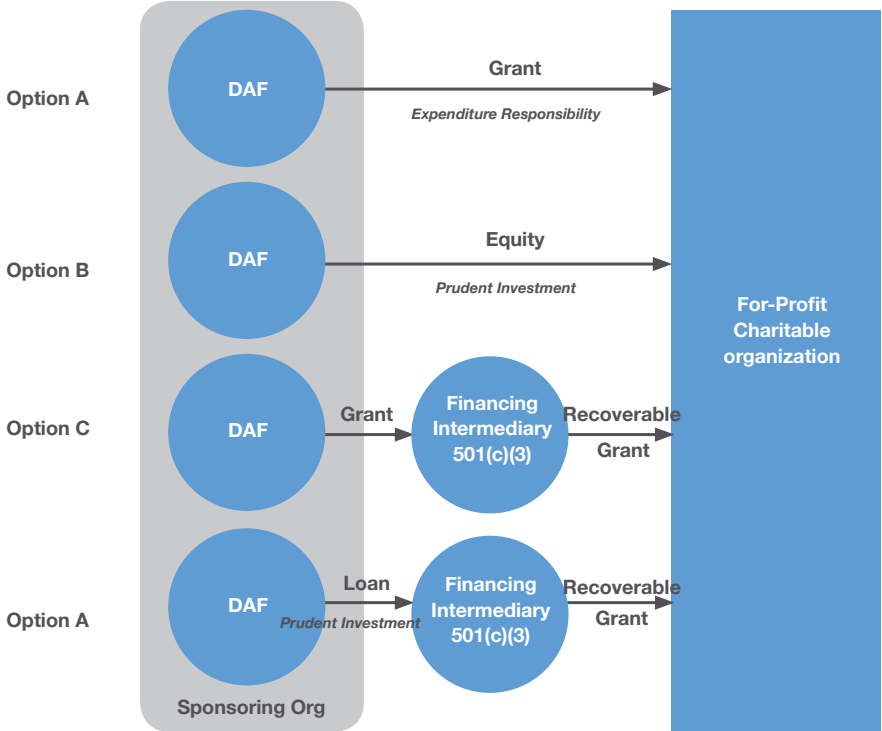 Option A
DAF
Grant
Expenditure Responsibility
Option B
DAF
Equity
Prudent Investment
For-Profit
Charitable
organization
Option C
DAF
Grant
Financing
Intermediary
501(c)(3)
Recoverable
Grant
Option A
DAF
Loan
Prudent Investment
Financing
Intermediary
501(c)(3)
Recoverable
Grant
Sponsoring Org